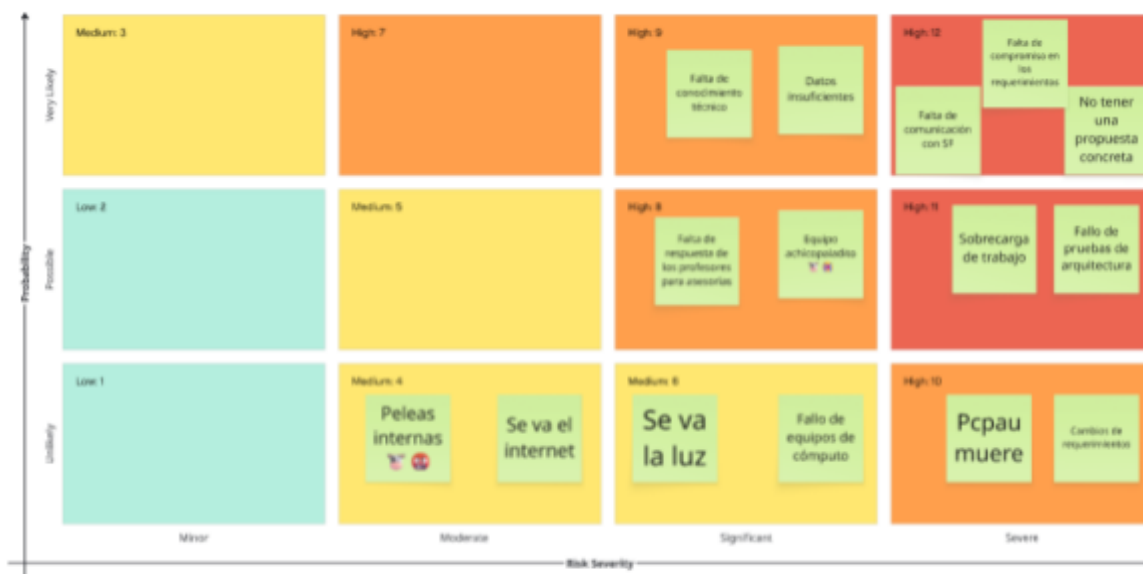 Probability
Very Likely
Possible
Unlikely
Medium: 3
High: 7
High: 9
Falta de
conocimiento
técnico
Datos
insuficientes
High: 12
Falta de
compromiso en
los
requerimientos
Falta de
comunicación
con SF
No tener
una
propuesta
concreta
Low: 2
Medium: 5
High: 8
Falta de
respuesta de
los profesores
para asesorías
Equipo
achicopalados
High: 11
Sobrecarga
de trabajo
Fallo de
pruebas de
arquitectura
Low: 1
Medium: 4
Peleas
internas
Se va el
internet
Medium: 6
Se va
la luz
Fallo de
equipos de
cómputo
High: 10
Pcpau
muere
Cambios de
requerimientos
Minor
Moderate
Significant
Severe
Risk Severity